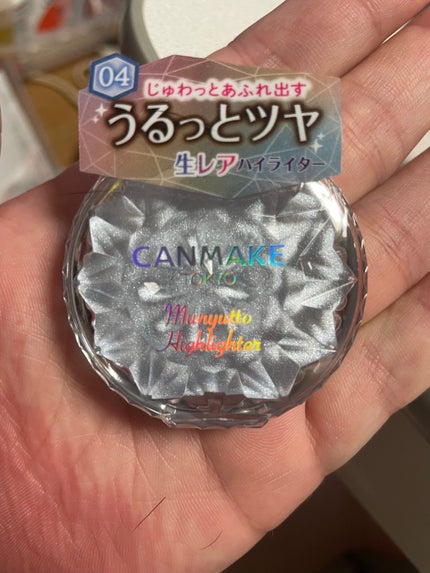 04
じゅわっとあふれ出す
うるっとツヤ
生レアハイライター
CANMAKE
TOKYO
Munyutto
Highlighter